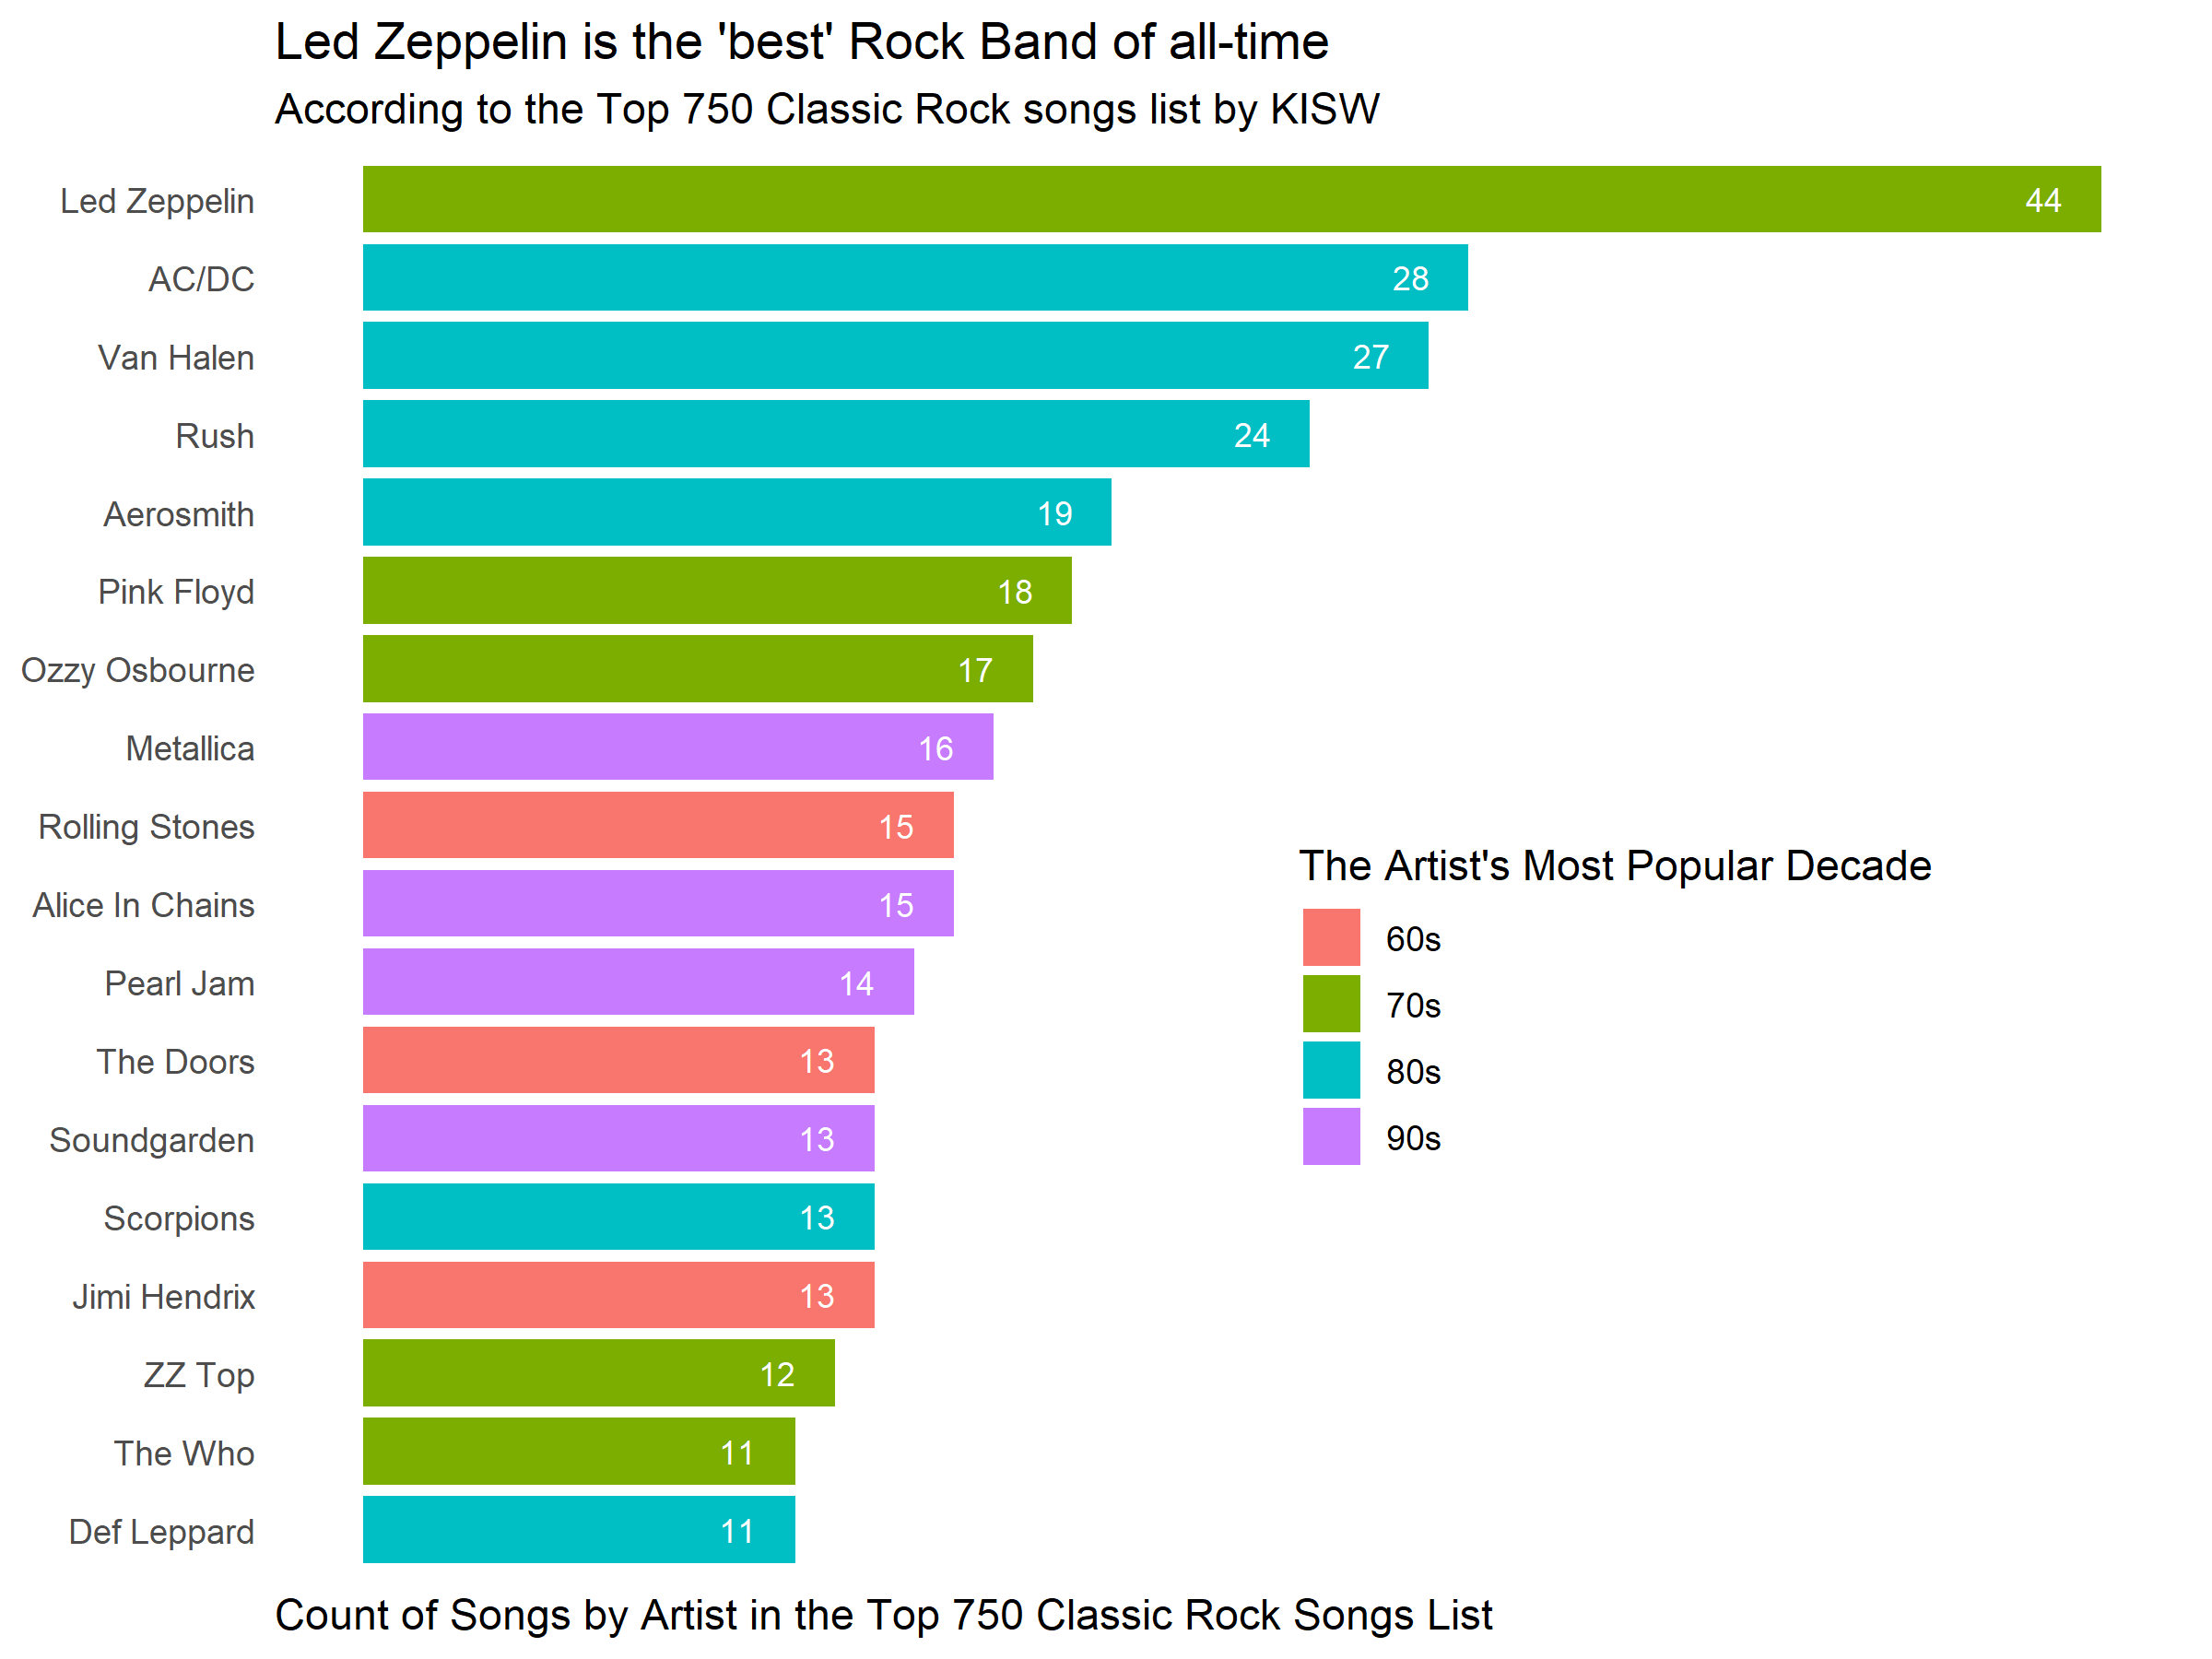 Led Zeppelin is the 'best' Rock Band of all-time
According to the Top 750 Classic Rock songs list by KISW
Led Zeppelin 44
AC/DC 28
Van Halen 27
Rush 24
Aerosmith 19
Pink Floyd 18
Ozzy Osbourne 17
Metallica 16
Rolling Stones 15
Alice In Chains 15
Pearl Jam 14
The Doors 13
Soundgarden 13
Scorpions 13
Jimi Hendrix 13
ZZ Top 12
The Who 11
Def Leppard 11
The Artist's Most Popular Decade
60s
70s
80s
90s
Count of Songs by Artist in the Top 750 Classic Rock Songs List